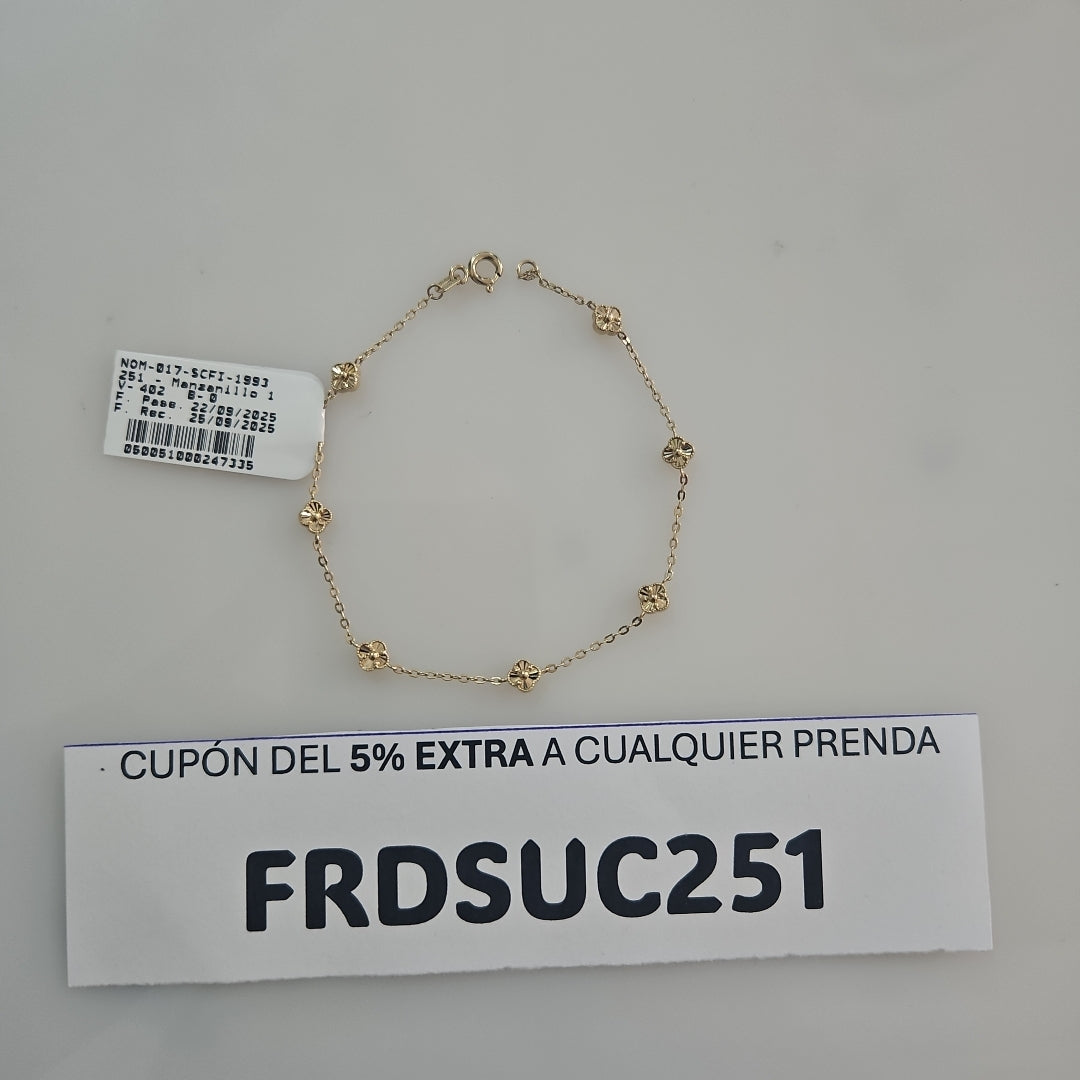 NOM-017-SCFI-1993
251 - Manzanillo 1
V- 402 B- 0
F. Pase. 22/09/2025
F. Rec. 25/09/2025
050051000247335
CUPÓN DEL 5% EXTRA A CUALQUIER PRENDA
FRDSUC251